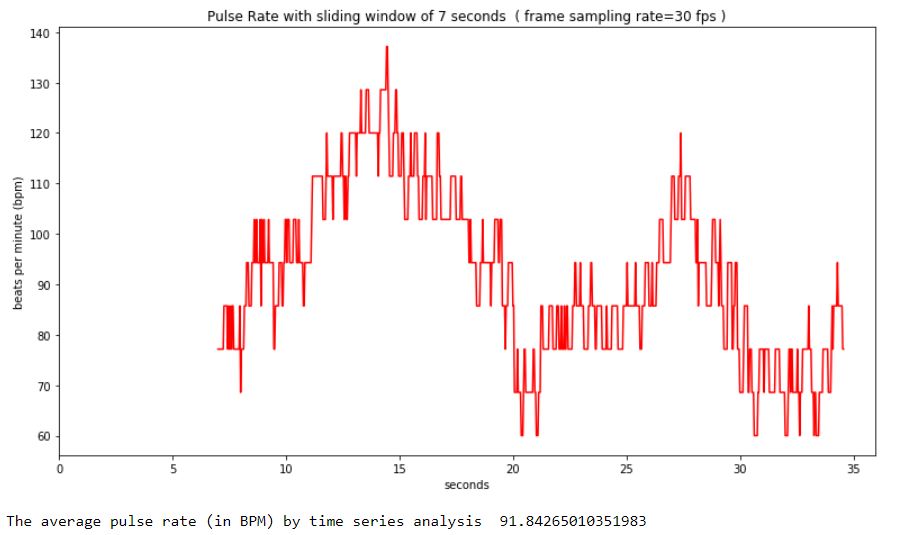 Pulse Rate with sliding window of 7 seconds  ( frame sampling rate=30 fps )
140
130
120
110
100
90
80
70
60
beats per minute (bpm)
0 5 10 15 20 25 30 35
seconds
The average pulse rate (in BPM) by time series analysis  91.84265010351983